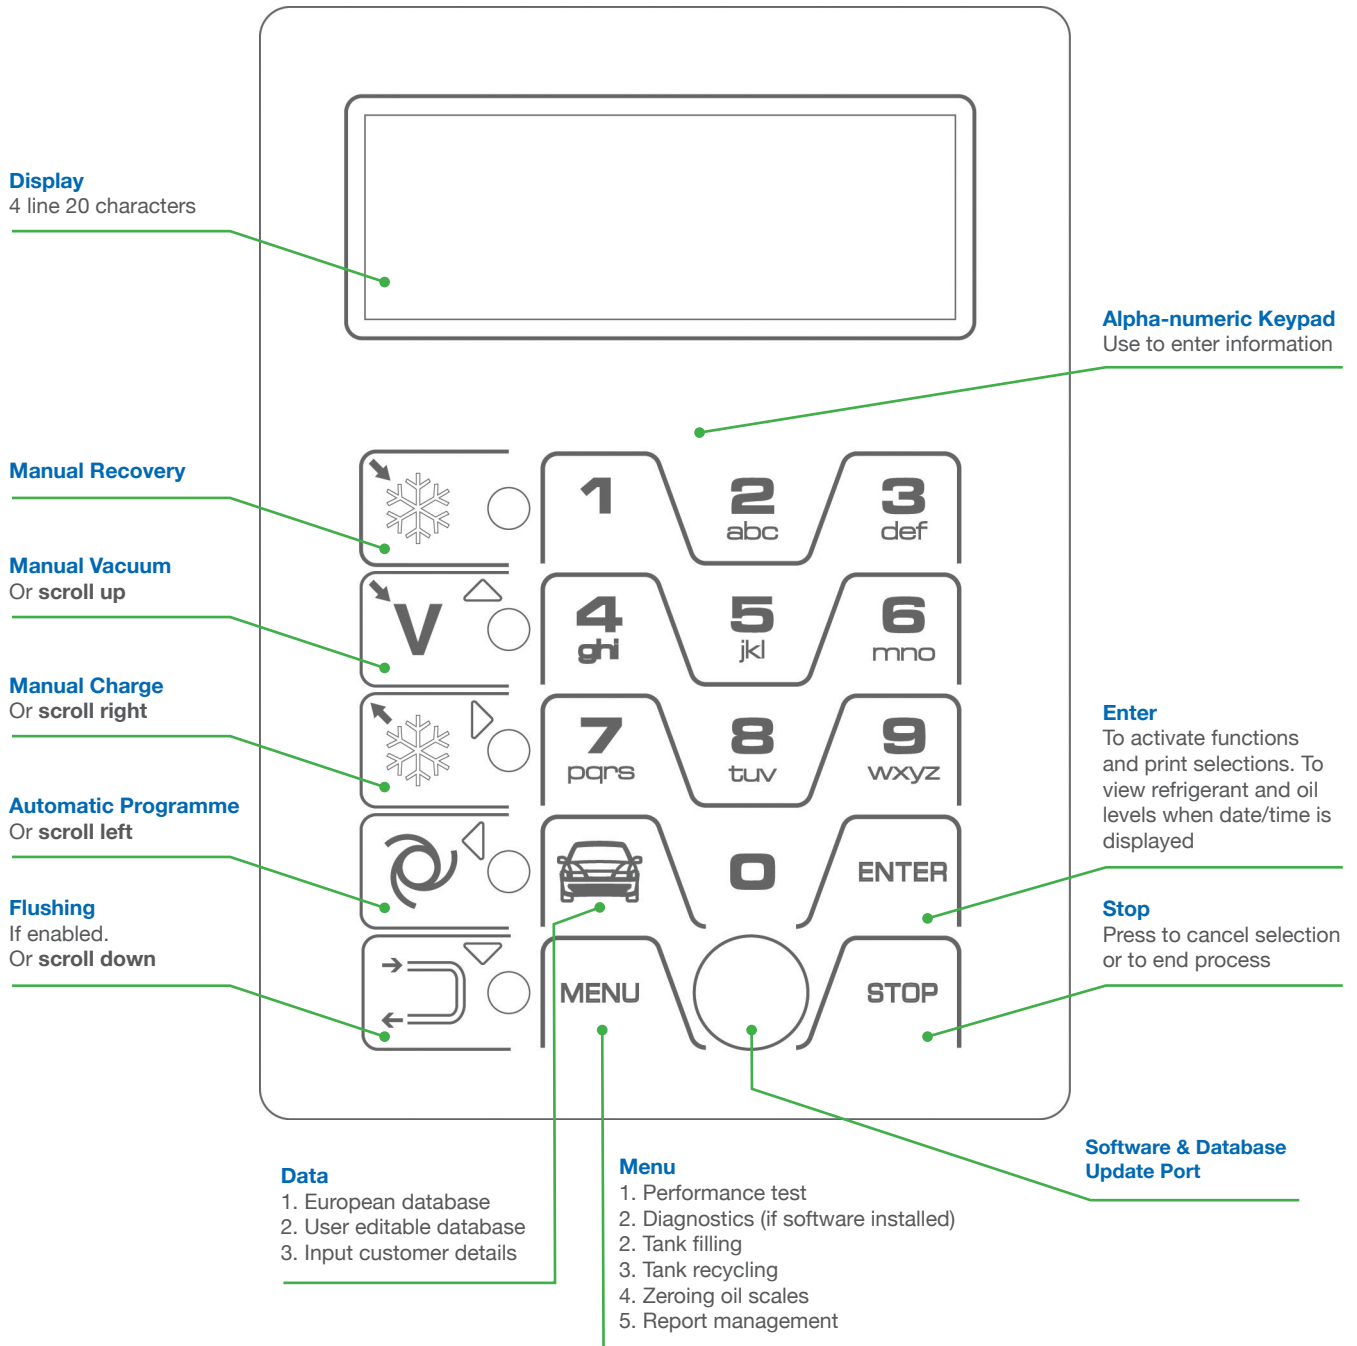 Display
4 line 20 characters
Alpha-numeric Keypad
Use to enter information
Manual Recovery
Manual Vacuum
Or scroll up
Manual Charge
Or scroll right
Automatic Programme
Or scroll left
Flushing
If enabled.
Or scroll down
1
2
abc
3
def
V
4
ghi
5
jkl
6
mno
7
pqrs
8
tuv
9
wxyz
0
ENTER
MENU
STOP
Enter
To activate functions
and print selections. To
view refrigerant and oil
levels when date/time is
displayed
Stop
Press to cancel selection
or to end process
Software & Database
Update Port
Data
1. European database
2. User editable database
3. Input customer details
Menu
1. Performance test
2. Diagnostics (if software installed)
2. Tank filling
3. Tank recycling
4. Zeroing oil scales
5. Report management